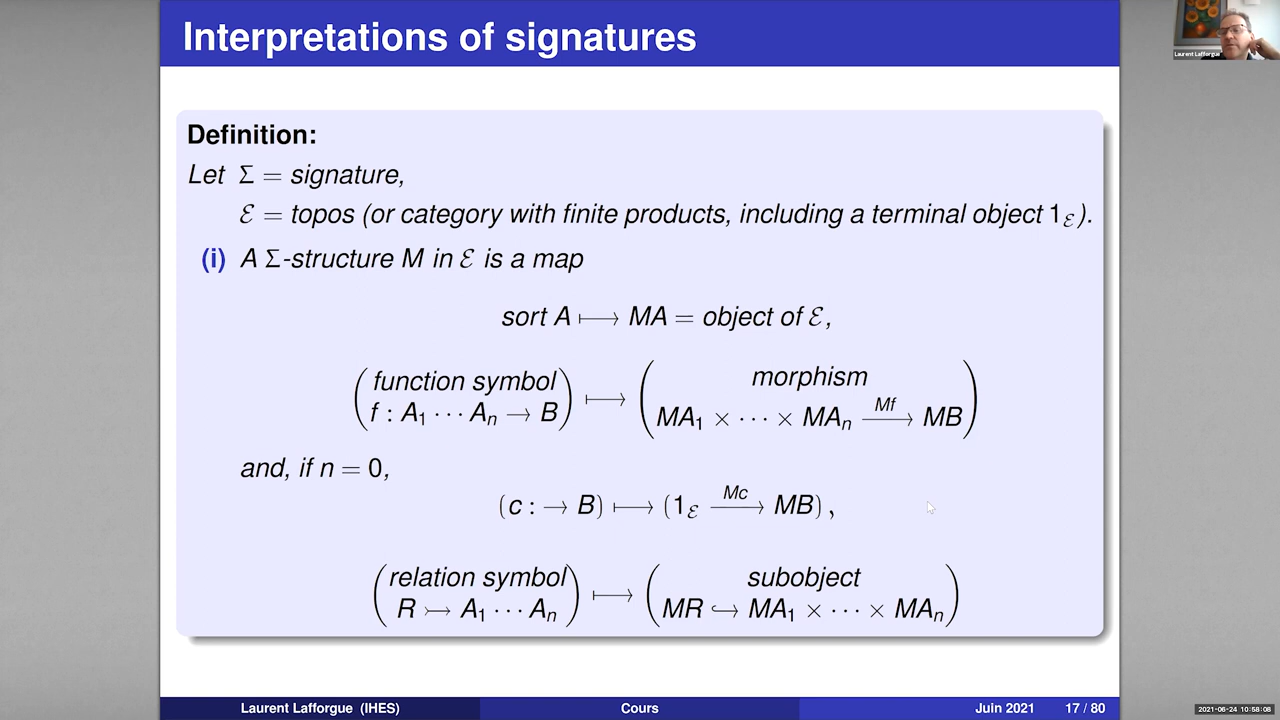 Interpretations of signatures
Laurent Lafforgue
Definition:
Let Σ = signature,
ℰ = topos (or category with finite products, including a terminal object 1_ℰ).
(i) A Σ-structure M in ℰ is a map
sort A ⟼ MA = object of ℰ,
(function symbol f : A₁ ··· Aₙ → B) ⟼ (morphism MA₁ × ··· × MAₙ —Mf→ MB)
and, if n = 0,
(c : → B) ⟼ (1_ℰ —Mc→ MB) ,
(relation symbol R ↣ A₁ ··· Aₙ) ⟼ (subobject MR ↪ MA₁ × ··· × MAₙ)
Laurent Lafforgue (IHES) Cours Juin 2021 17 / 80
2021-06-24 10:58:08